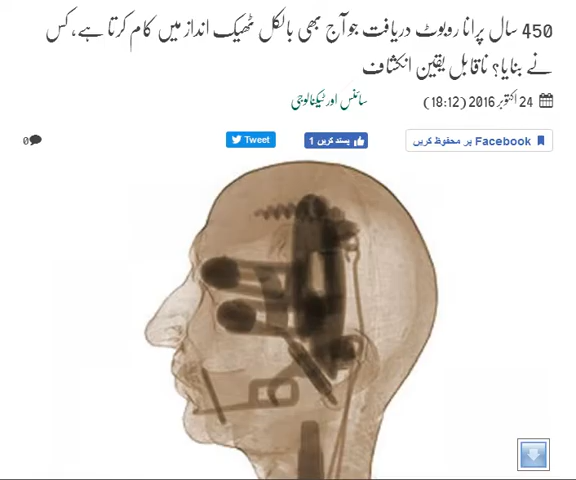 450 سال پرانا روبوٹ دریافت جو آج بھی بالکل ٹھیک انداز میں کام کرتا ہے، کس
نے بنایا؟ ناقابل یقین انکشاف
24 اکتوبر 2016 (18:12) سائنس اور ٹیکنالوجی
Facebook پر محفوظ کریں پسند کریں 1 Tweet 0